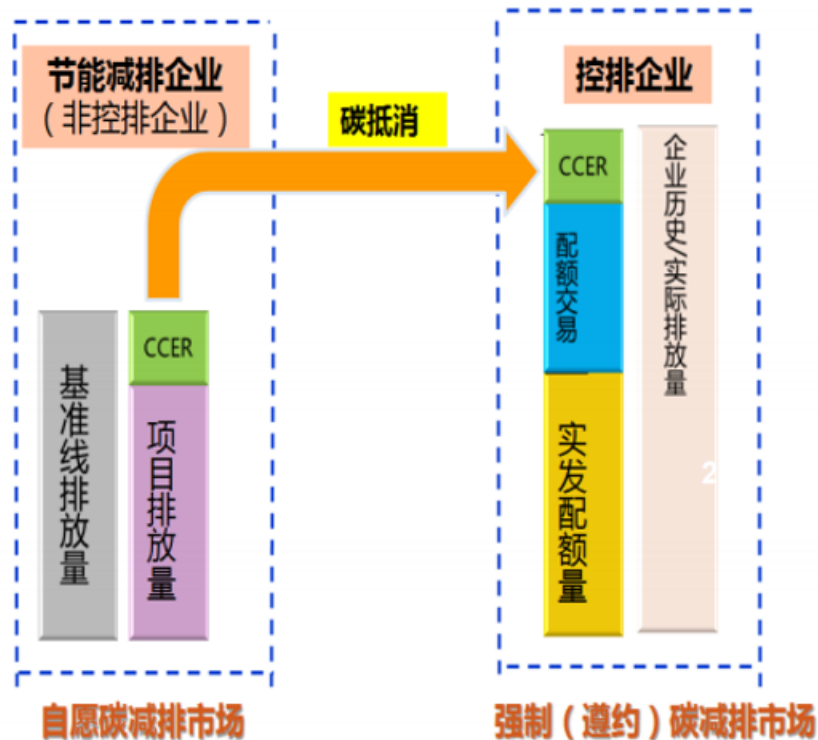 节能减排企业
（非控排企业）
碳抵消
控排企业
CCER
基准线排放量
项目排放量
CCER
配额交易
实发配额量
企业历史/实际排放量
2
自愿碳减排市场
强制（遵约）碳减排市场